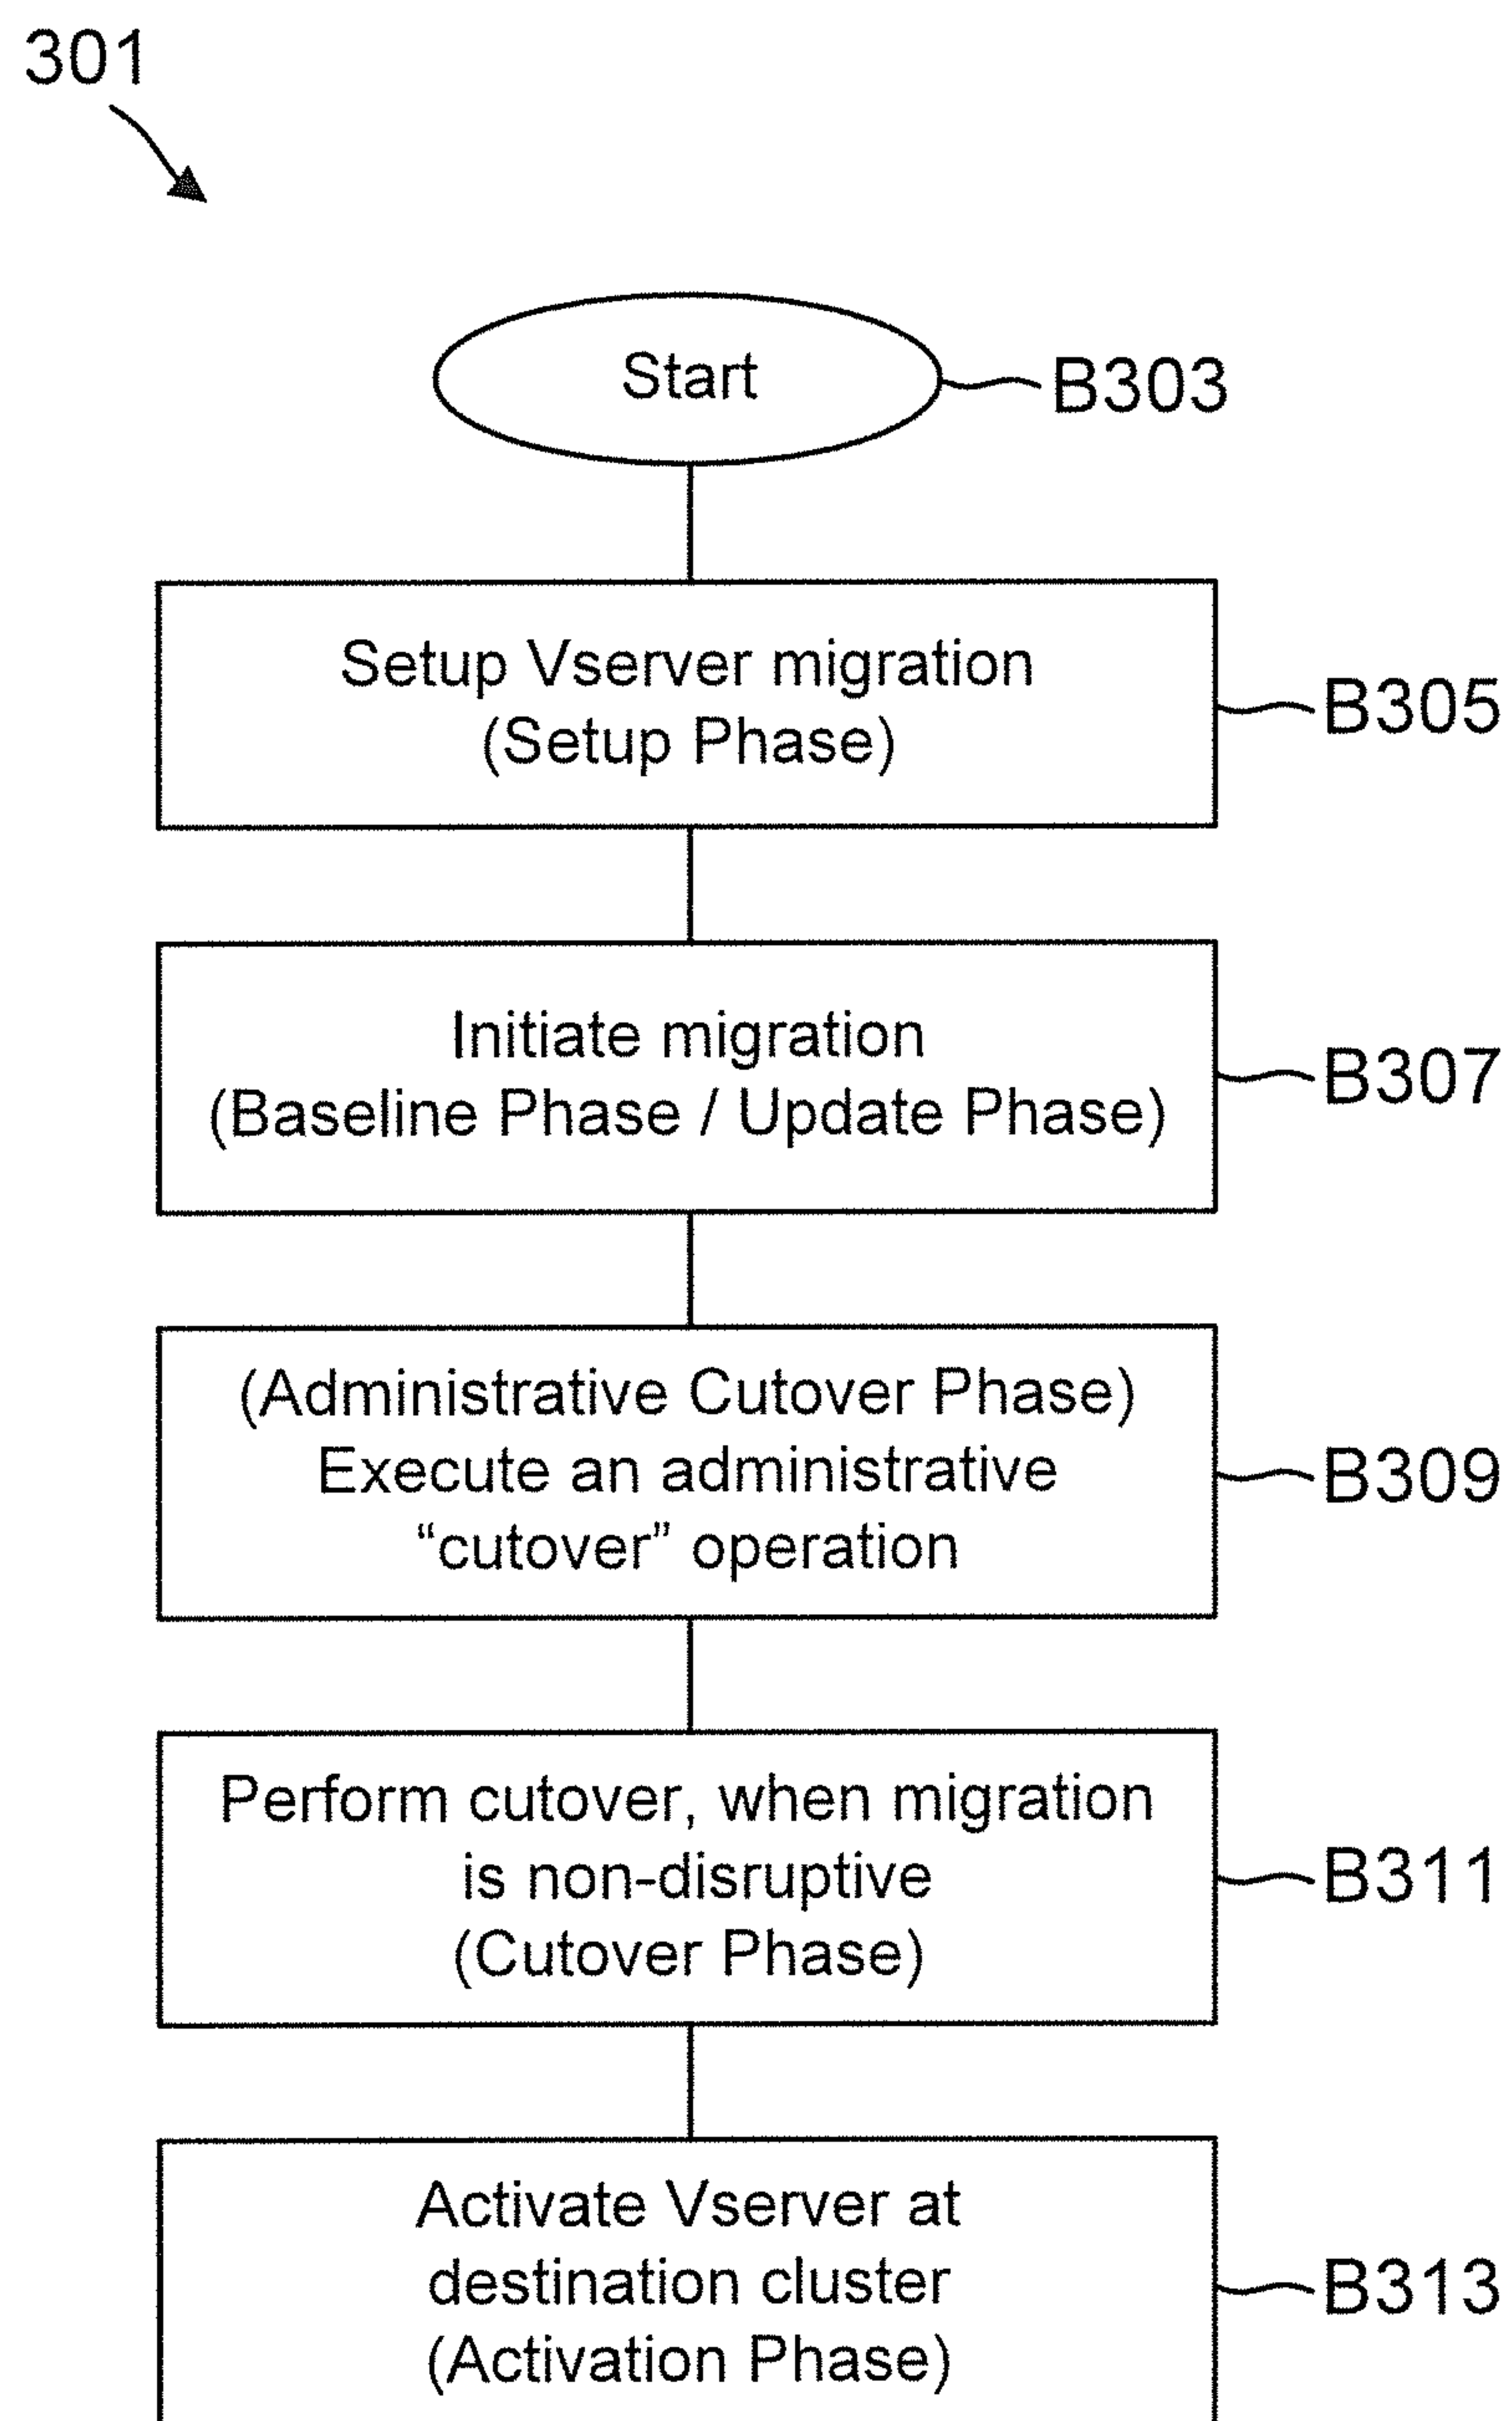 301
Start
B303
Setup Vserver migration
(Setup Phase)
B305
Initiate migration
(Baseline Phase / Update Phase)
B307
(Administrative Cutover Phase)
Execute an administrative
“cutover” operation
B309
Perform cutover, when migration
is non-disruptive
(Cutover Phase)
B311
Activate Vserver at
destination cluster
(Activation Phase)
B313